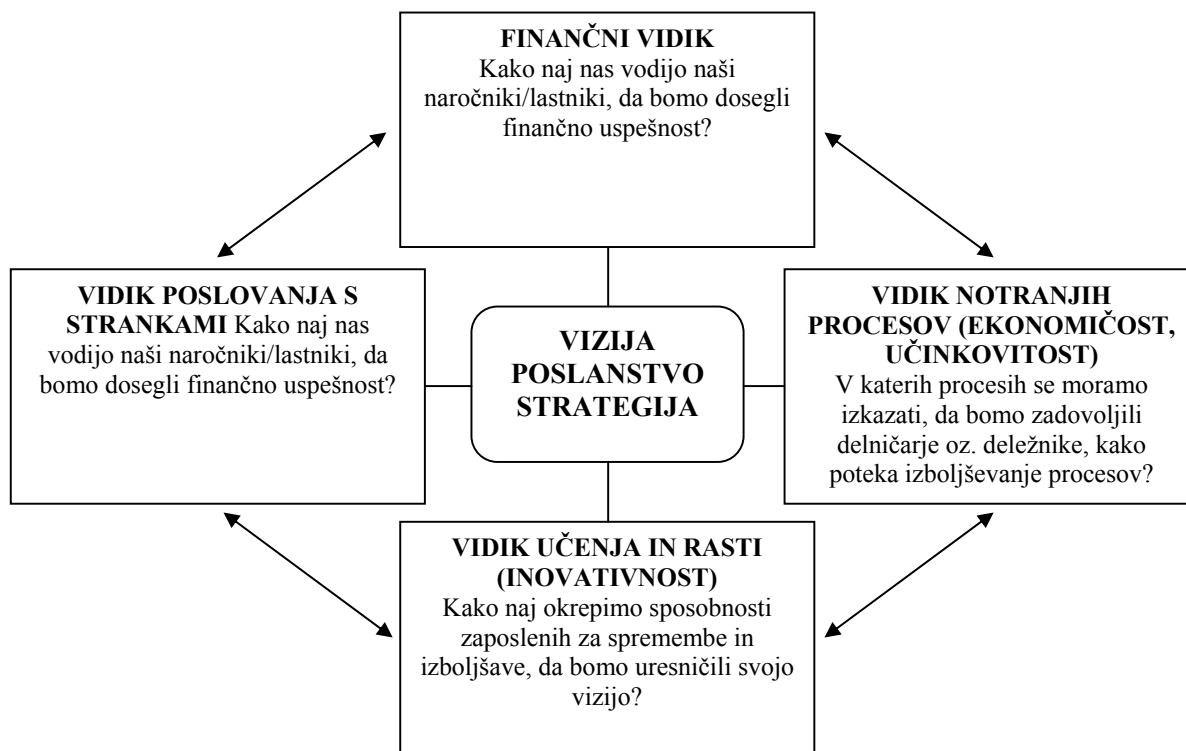 FINANČNI VIDIK
Kako naj nas vodijo naši
naročniki/lastniki, da bomo dosegli
finančno uspešnost?
VIDIK POSLOVANJA S
STRANKAMI Kako naj nas
vodijo naši naročniki/lastniki, da
bomo dosegli finančno uspešnost?
VIZIJA
POSLANSTVO
STRATEGIJA
VIDIK NOTRANJIH
PROCESOV (EKONOMIČOST,
UČINKOVITOST)
V katerih procesih se moramo
izkazati, da bomo zadovoljili
delničarje oz. deležnike, kako
poteka izboljševanje procesov?
VIDIK UČENJA IN RASTI
(INOVATIVNOST)
Kako naj okrepimo sposobnosti
zaposlenih za spremembe in
izboljšave, da bomo uresničili svojo
vizijo?